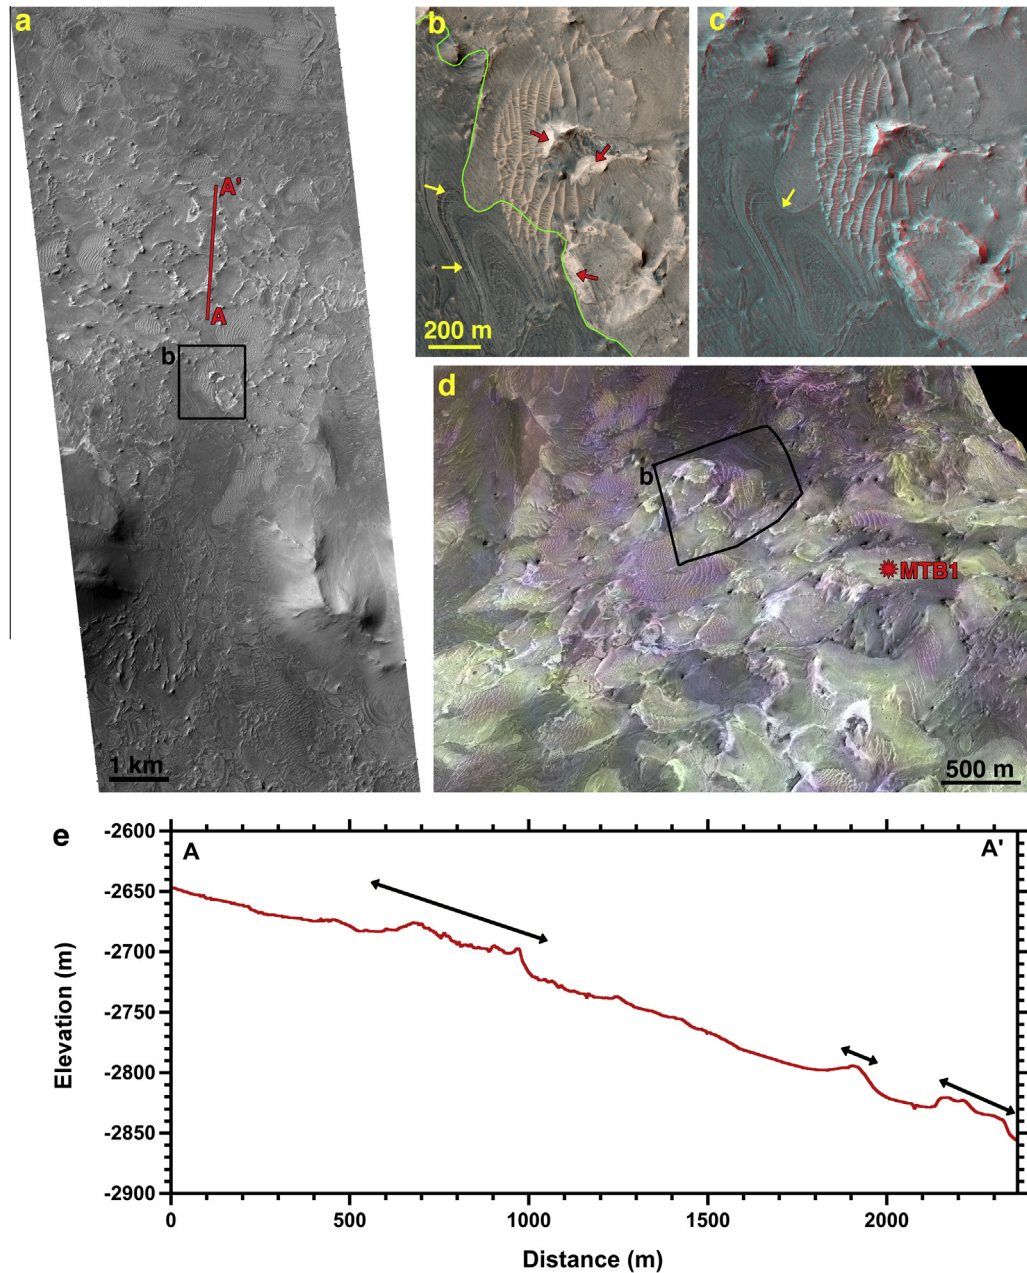 a
A'
A
b
1 km
b
200 m
c
d
b
MTB1
500 m
e
A
A'
-2600
-2650
-2700
-2750
-2800
-2850
-2900
Elevation (m)
0
500
1000
1500
2000
Distance (m)